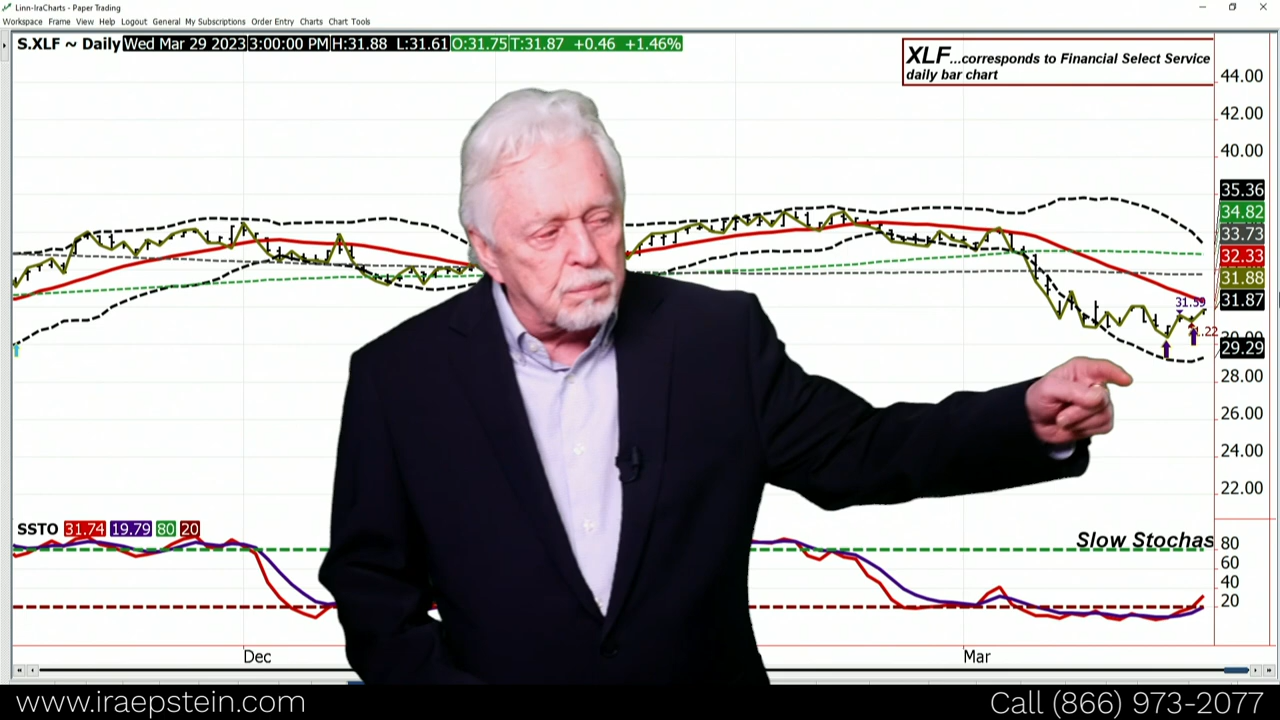 Linn-IraCharts - Paper Trading
Workspace Frame View Help Logout General My Subscriptions Order Entry Charts Chart Tools
S.XLF ~ Daily Wed Mar 29 2023 3:00:00 PM H:31.88 L:31.61 O:31.75 T:31.87 +0.46 +1.46%
XLF...corresponds to Financial Select Service
daily bar chart
44.00
42.00
40.00
35.36
34.82
33.73
32.33
31.88
31.87
31.59
29.29
28.00
26.00
24.00
22.00
SSTO 31.74 19.79 80 20
Slow Stochas
80
60
40
20
Dec Mar
www.iraepstein.com Call (866) 973-2077